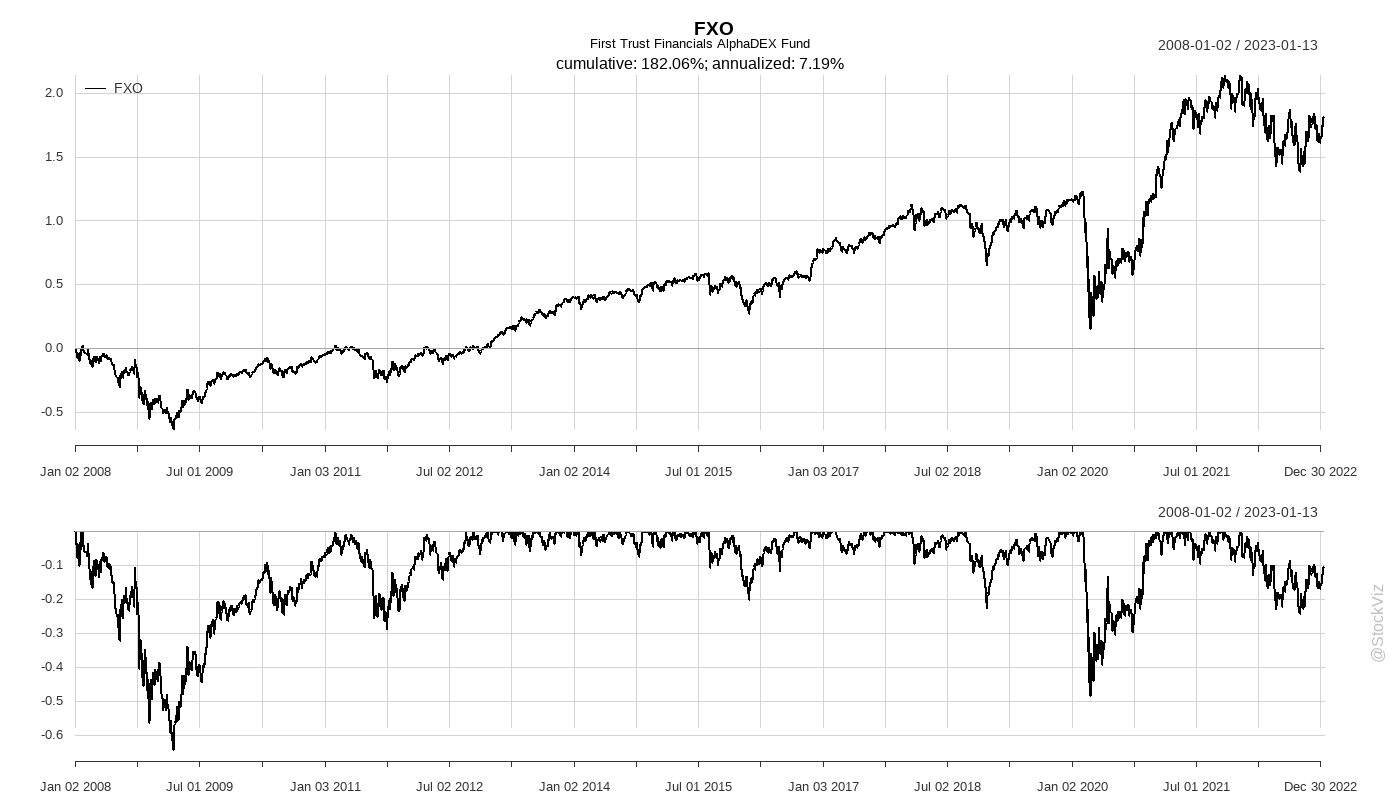 FXO
First Trust Financials AlphaDEX Fund
2008-01-02 / 2023-01-13
cumulative: 182.06%; annualized: 7.19%
FXO
2.0
1.5
1.0
0.5
0.0
-0.5
Jan 02 2008 Jul 01 2009 Jan 03 2011 Jul 02 2012 Jan 02 2014 Jul 01 2015 Jan 03 2017 Jul 02 2018 Jan 02 2020 Jul 01 2021 Dec 30 2022
2008-01-02 / 2023-01-13
-0.1
-0.2
-0.3
-0.4
-0.5
-0.6
Jan 02 2008 Jul 01 2009 Jan 03 2011 Jul 02 2012 Jan 02 2014 Jul 01 2015 Jan 03 2017 Jul 02 2018 Jan 02 2020 Jul 01 2021 Dec 30 2022
@StockViz